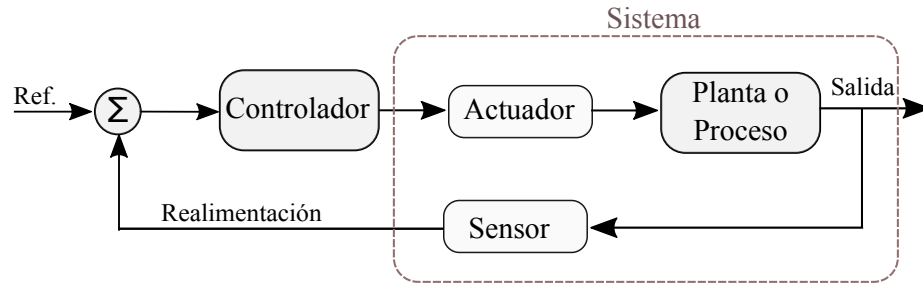 Sistema
Ref.
Σ
Controlador
Actuador
Planta o
Proceso
Salida
Realimentación
Sensor